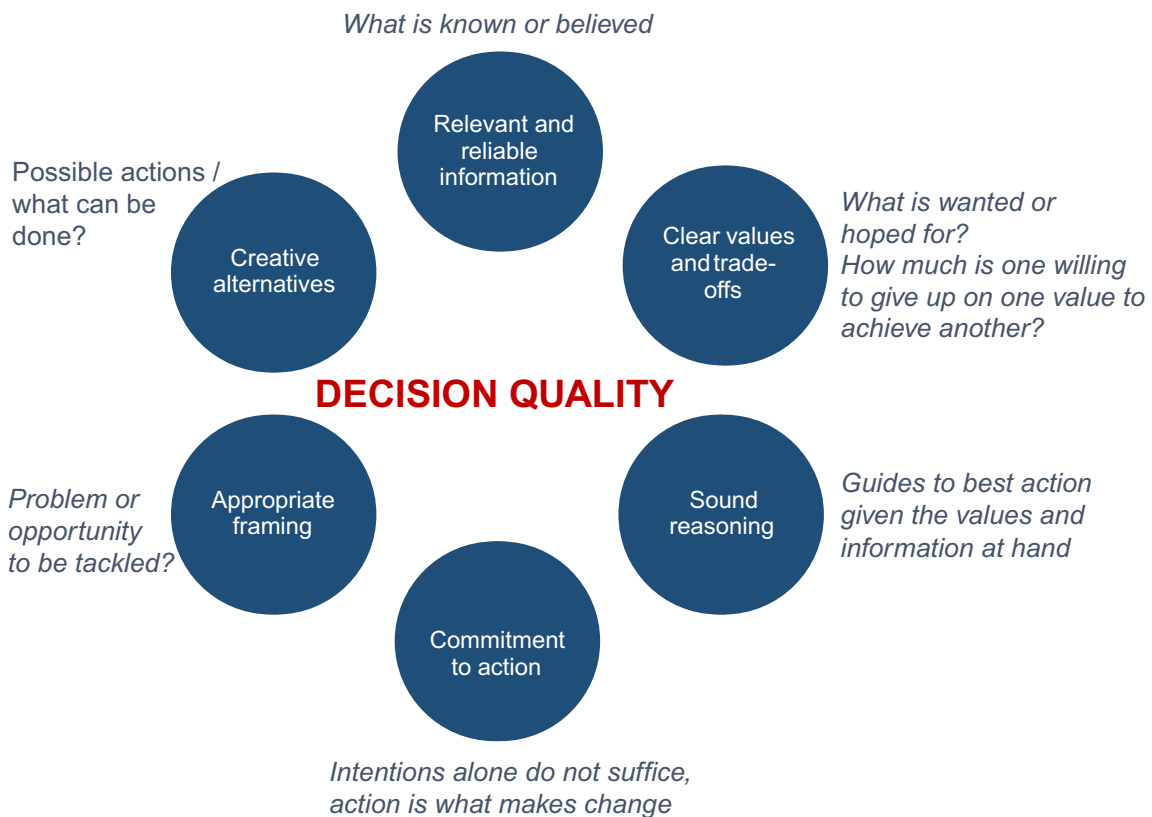 What is known or believed
Relevant and
reliable
information
Possible actions /
what can be
done?
Creative
alternatives
Clear values
and trade-
offs
What is wanted or
hoped for?
How much is one willing
to give up on one value to
achieve another?
DECISION QUALITY
Problem or
opportunity
to be tackled?
Appropriate
framing
Sound
reasoning
Guides to best action
given the values and
information at hand
Commitment
to action
Intentions alone do not suffice,
action is what makes change